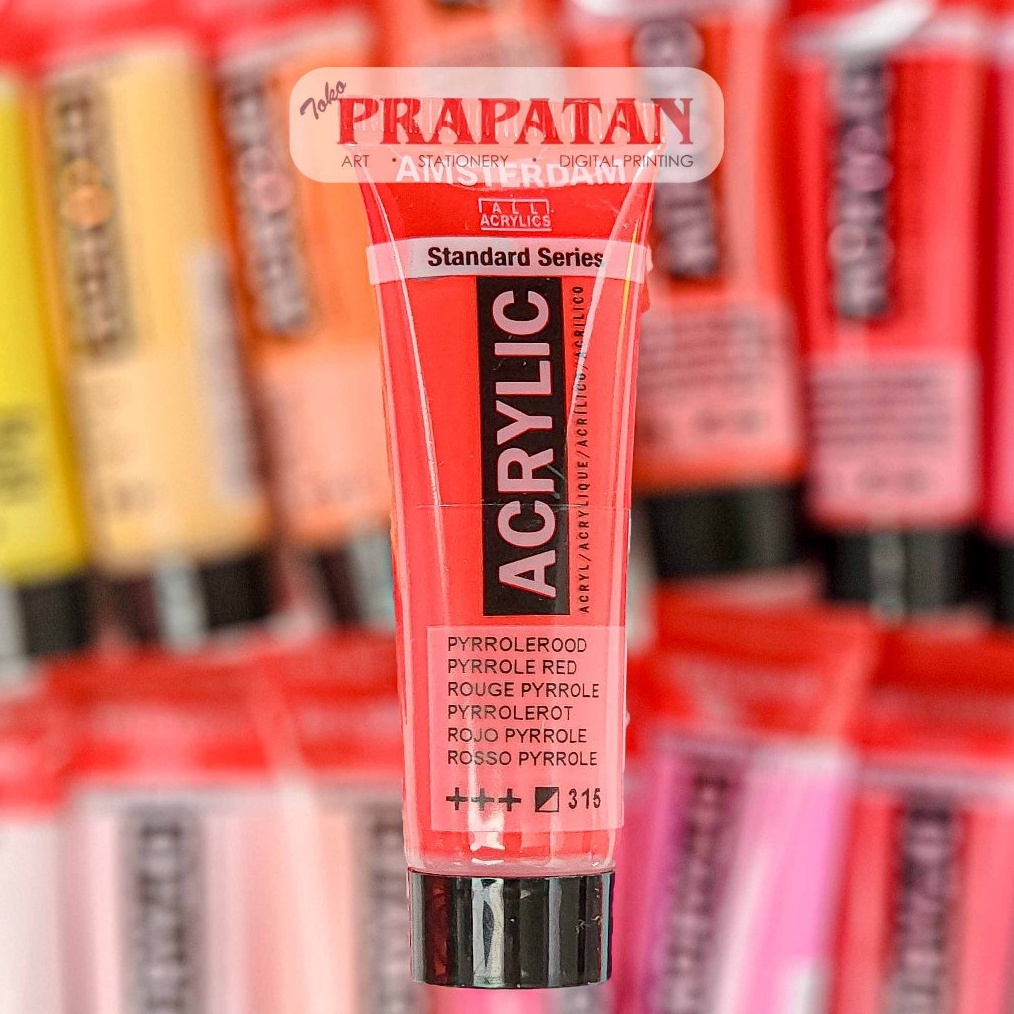 Toko
PRAPATAN
ART • STATIONERY • DIGITAL PRINTING
AMSTERDAM
ALL
ACRYLICS
Standard Series
ACRYLIC
ACRYL/ACRYLIQUE/ACRÍLICO/ACRILICO
PYRROLEROOD
PYRROLE RED
ROUGE PYRROLE
PYRROLEROT
ROJO PYRROLE
ROSSO PYRROLE
+++ 315